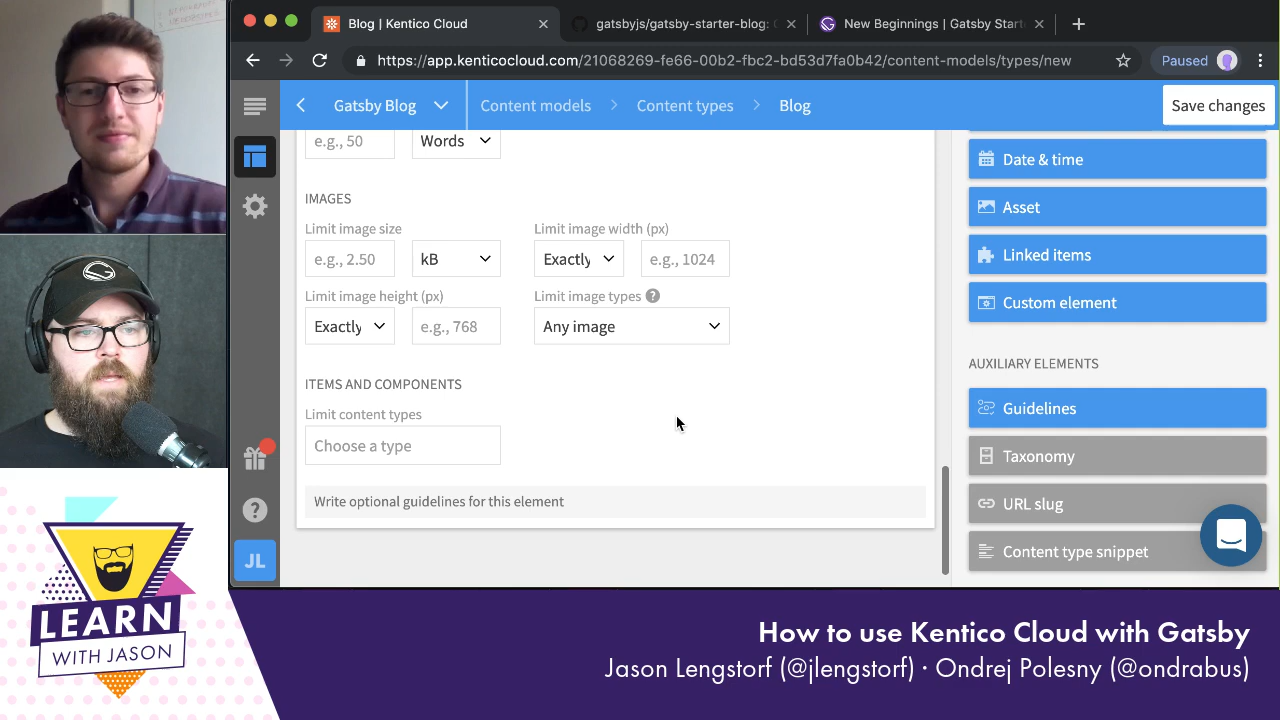 Blog | Kentico Cloud
gatsbyjs/gatsby-starter-blog:
New Beginnings | Gatsby Start
https://app.kenticocloud.com/21068269-fe66-00b2-fbc2-bd53d7fa0b42/content-models/types/new
Paused
Gatsby Blog
Content models > Content types > Blog
Save changes
e.g., 50
Words
IMAGES
Limit image size
Limit image width (px)
e.g., 2.50
kB
Exactly
e.g., 1024
Limit image height (px)
Limit image types ?
Exactly
e.g., 768
Any image
ITEMS AND COMPONENTS
Limit content types
Choose a type
Write optional guidelines for this element
Date & time
Asset
Linked items
Custom element
AUXILIARY ELEMENTS
Guidelines
Taxonomy
URL slug
Content type snippet
?
JL
LEARN
WITH JASON
How to use Kentico Cloud with Gatsby
Jason Lengstorf (@jlengstorf) · Ondrej Polesny (@ondrabus)